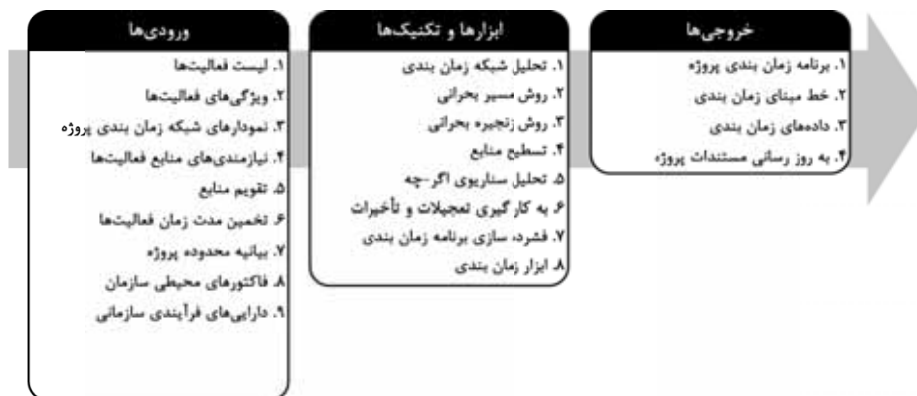 ورودی‌ها
۱. لیست فعالیت‌ها
۲. ویژگی‌های فعالیت‌ها
۳. نمودارهای شبکه زمان بندی پروژه
۴. نیازمندی‌های منابع فعالیت‌ها
۵. تقویم منابع
۶. تخمین مدت زمان فعالیت‌ها
۷. بیانیه محدوده پروژه
۸. فاکتورهای محیطی سازمان
۹. دارایی‌های فرآیندی سازمانی
ابزارها و تکنیک‌ها
۱. تحلیل شبکه زمان بندی
۲. روش مسیر بحرانی
۳. روش زنجیره بحرانی
۴. تسطیح منابع
۵. تحلیل سناریوی اگر-چه
۶. به کار گیری تعجیلات و تأخیرات
۷. فشرده سازی برنامه زمان بندی
۸. ابزار زمان بندی
خروجی‌ها
۱. برنامه زمان بندی پروژه
۲. خط مبنای زمان بندی
۳. داده‌های زمان بندی
۴. به روز رسانی مستندات پروژه